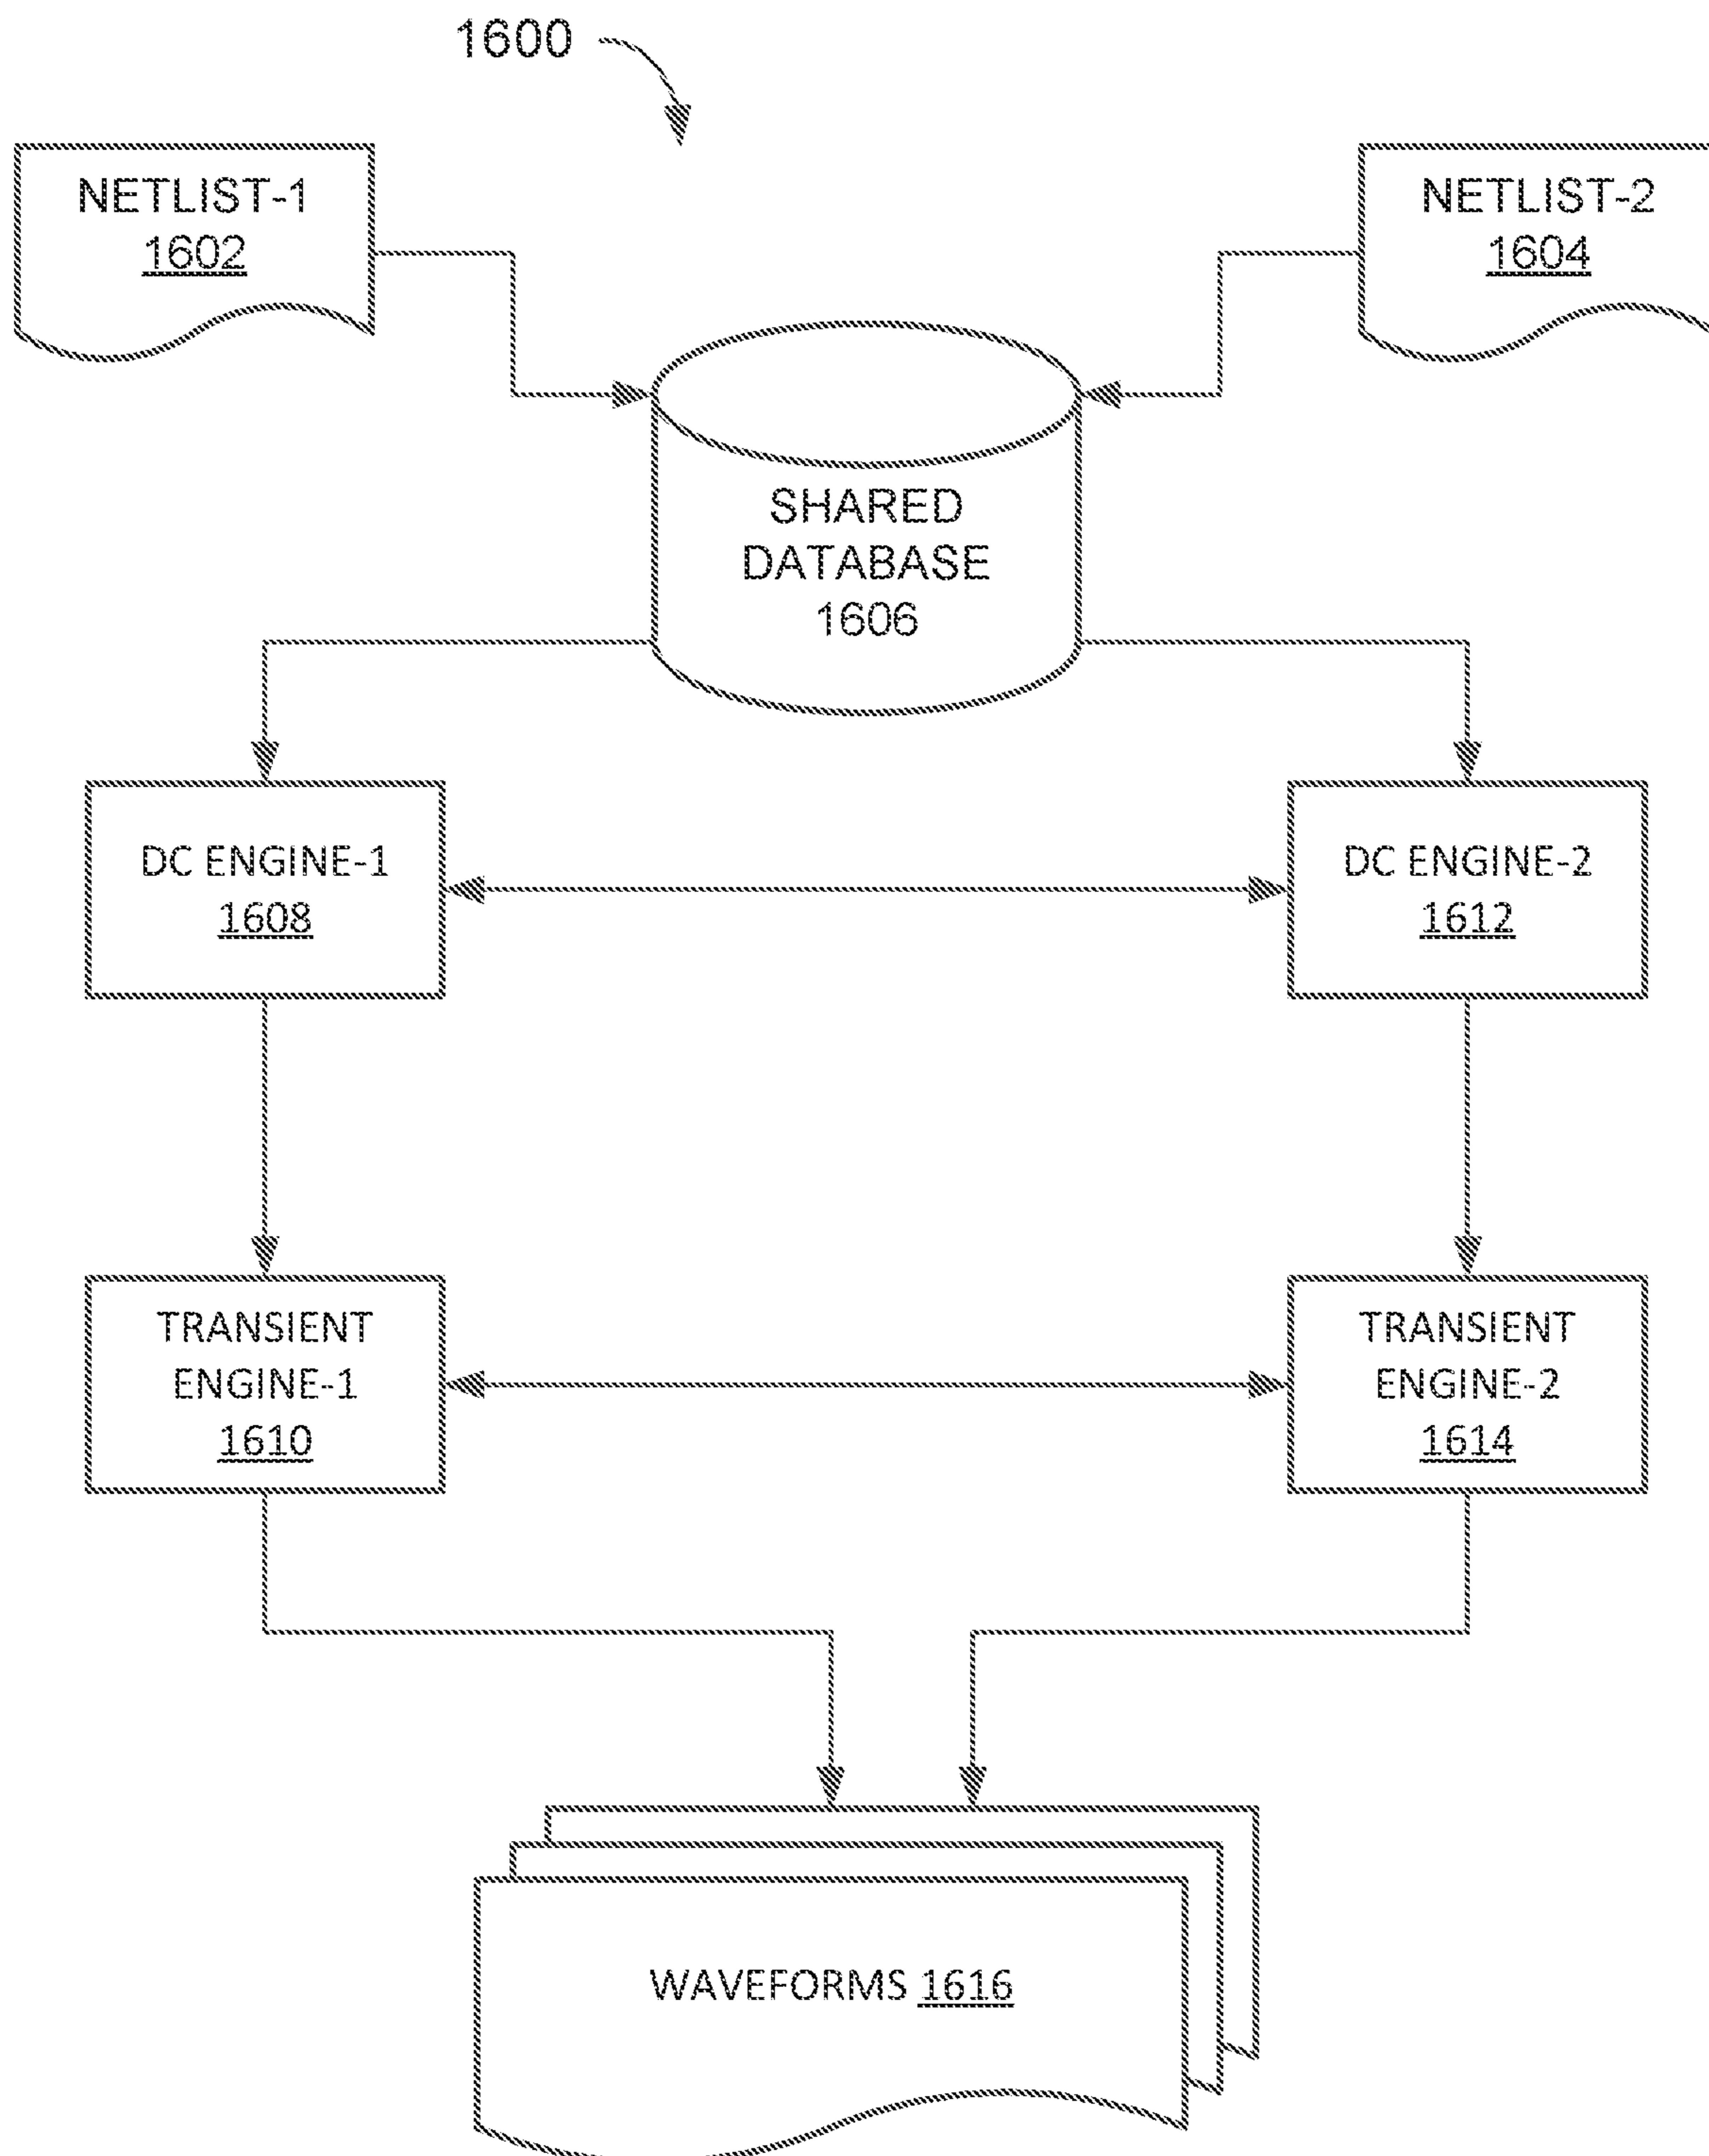 1600
NETLIST-1
1602
NETLIST-2
1604
SHARED
DATABASE
1606
DC ENGINE-1
1608
DC ENGINE-2
1612
TRANSIENT
ENGINE-1
1610
TRANSIENT
ENGINE-2
1614
WAVEFORMS 1616